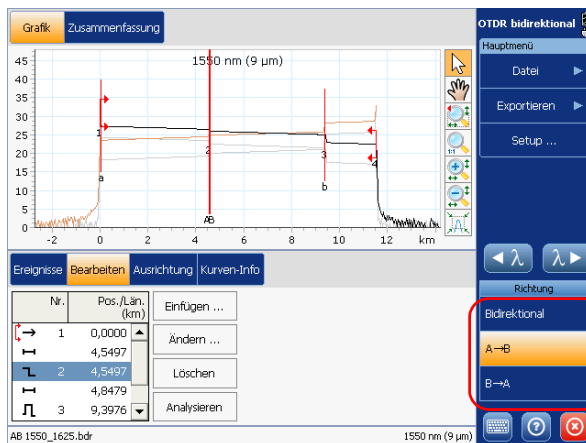 Grafik Zusammenfassung
1550 nm (9 µm)
45
40
35
30
25
20
15
10
5
0
1 2 3 4
a AB b
-2 0 2 4 6 8 10 12 km
1:1
Ereignisse Bearbeiten Ausrichtung Kurven-Info
Nr. Pos./Län. (km)
1 0,0000
4,5497
2 4,5497
4,8479
3 9,3976
Einfügen ...
Ändern ...
Löschen
Analysieren
AB 1550_1625.bdr 1550 nm (9 µm)
OTDR bidirektional
Hauptmenü
Datei
Exportieren
Setup ...
λ λ
Richtung
Bidirektional
A→B
B→A
?